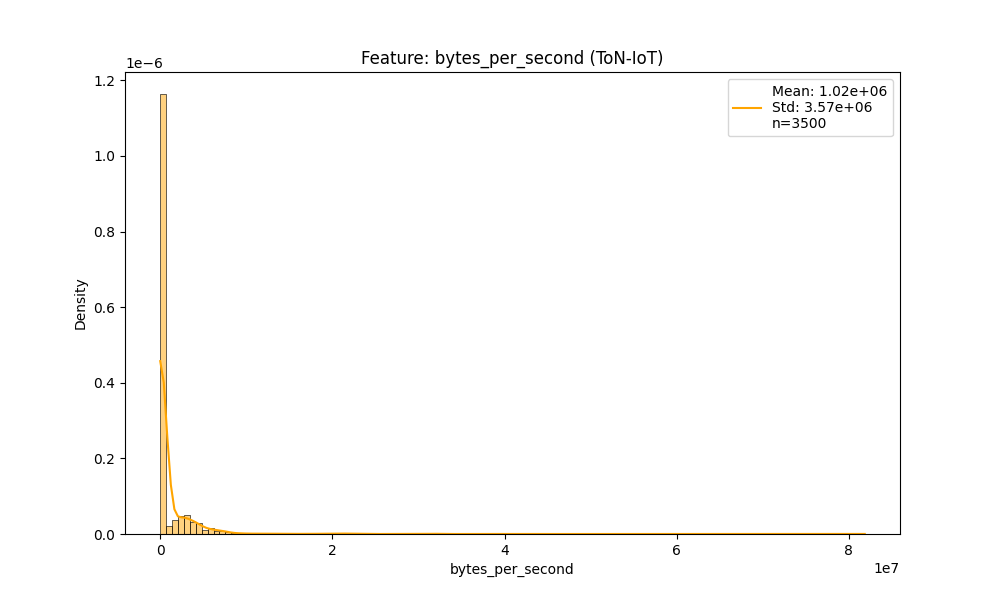 Feature: bytes_per_second (ToN-IoT)
1e−6
Mean: 1.02e+06
Std: 3.57e+06
n=3500
1.2
1.0
0.8
0.6
0.4
0.2
0.0
Density
0
2
4
6
8
1e7
bytes_per_second